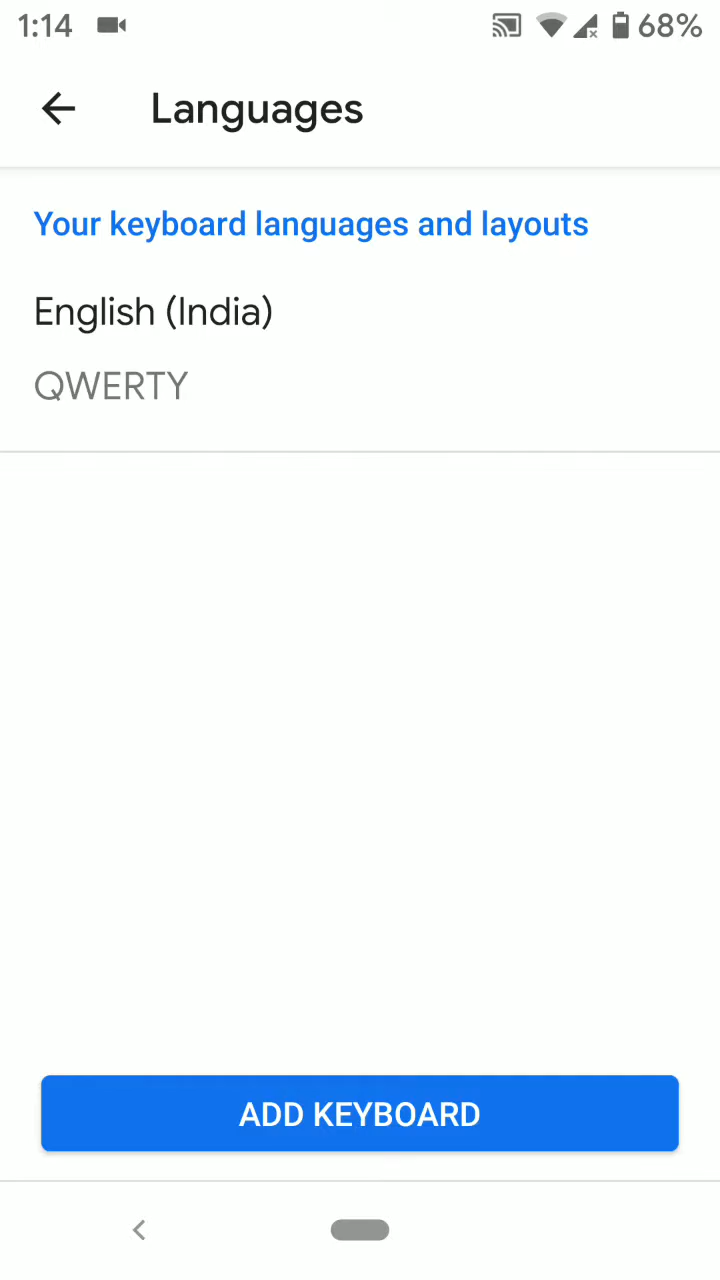 1:14 68%
Languages
Your keyboard languages and layouts
English (India)
QWERTY
ADD KEYBOARD